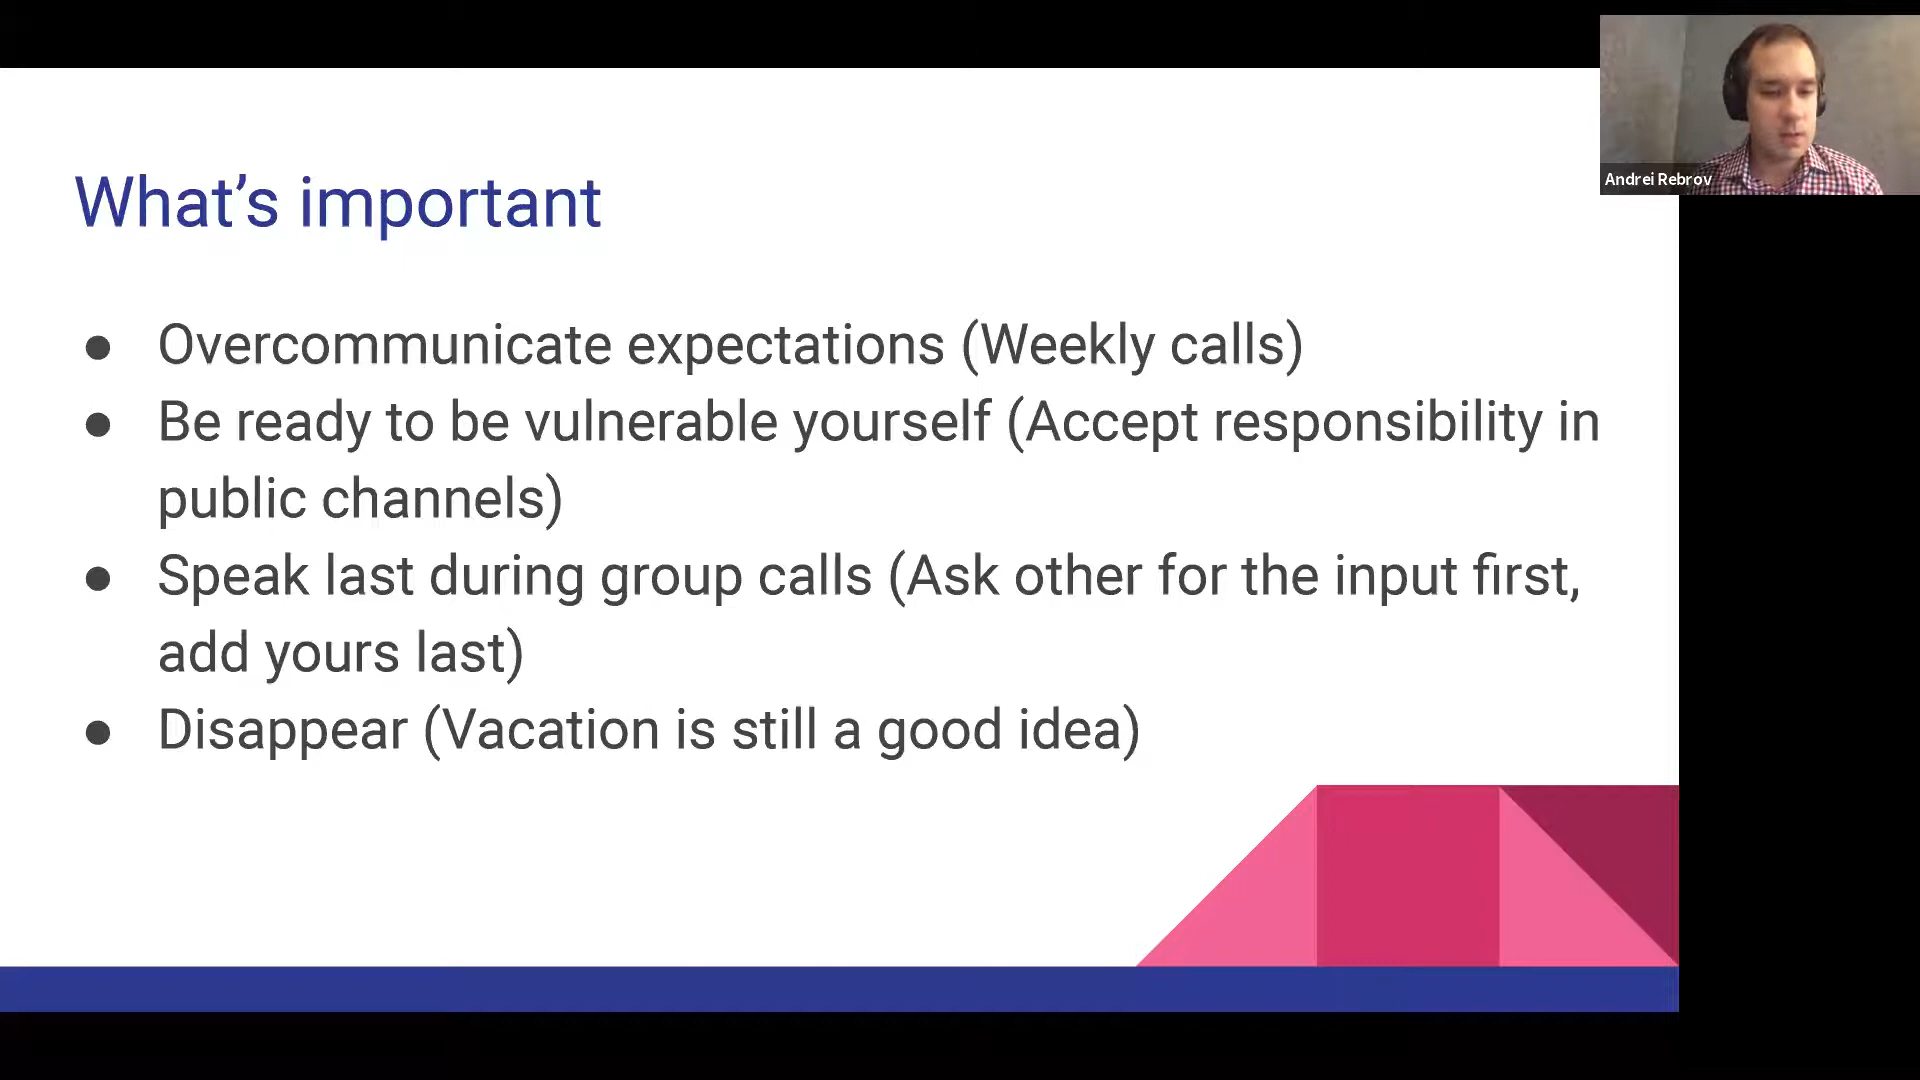 What's important
● Overcommunicate expectations (Weekly calls)
● Be ready to be vulnerable yourself (Accept responsibility in
public channels)
● Speak last during group calls (Ask other for the input first,
add yours last)
● Disappear (Vacation is still a good idea)
Andrei Rebrov